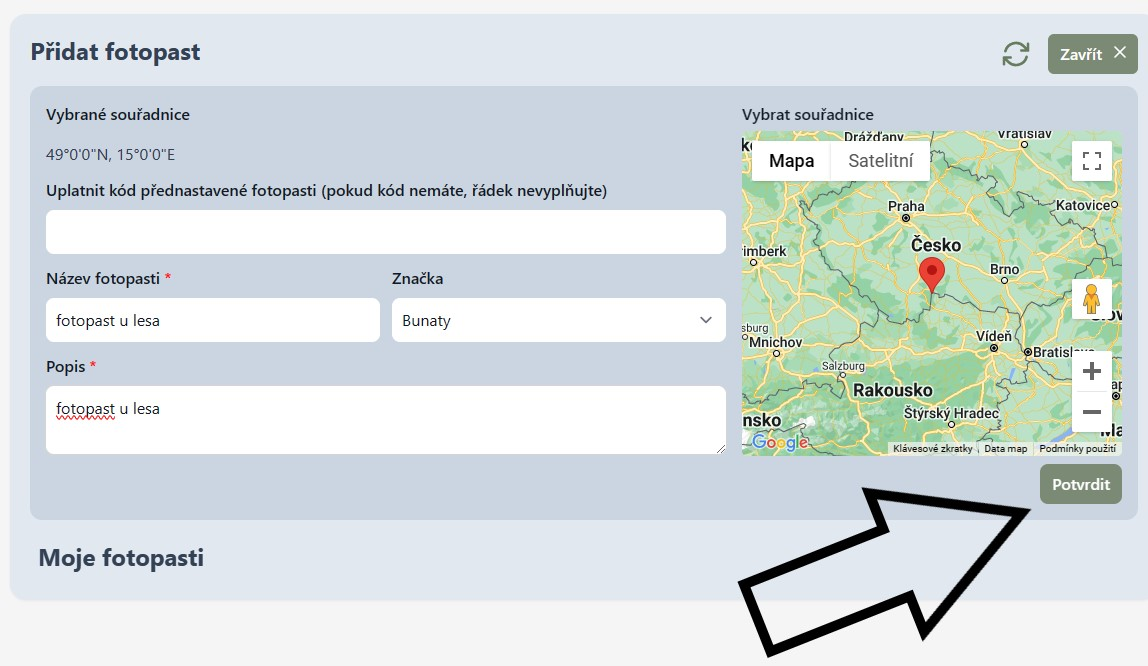 Přidat fotopast
Zavřít
Vybrané souřadnice
49°0'0"N, 15°0'0"E
Uplatnit kód přednastavené fotopasti (pokud kód nemáte, řádek nevyplňujte)
Název fotopasti *
Značka
fotopast u lesa
Bunaty
Popis *
fotopast u lesa
Vybrat souřadnice
Drážďany
Vratislav
Mapa
Satelitní
Praha
Katovice
Česko
Brno
Mnichov
Vídeň
Salzburg
Rakousko
Štýrský Hradec
Google
Klávesové zkratky
Data map
Podmínky použití
Potvrdit
Moje fotopasti